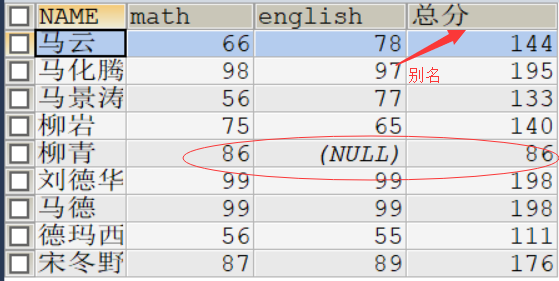 NAME math english 总分
马云 66 78 144
别名
马化腾 98 97 195
马景涛 56 77 133
柳岩 75 65 140
柳青 86 (NULL) 86
刘德华 99 99 198
马德 99 99 198
德玛西 56 55 111
宋冬野 87 89 176